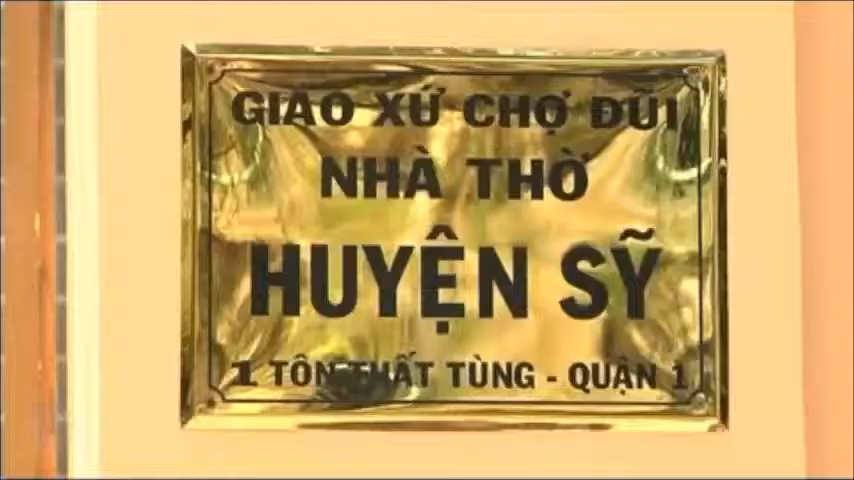 GIÁO XỨ CHỢ ĐŨI
NHÀ THỜ
HUYỆN SỸ
1 TÔN THẤT TÙNG - QUẬN 1